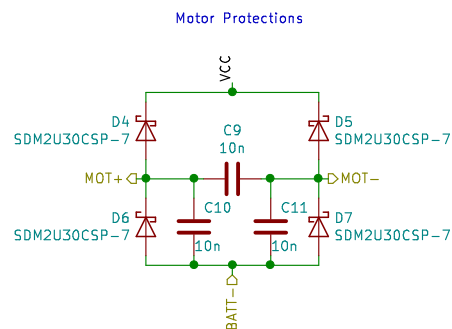 Motor Protections
VCC
D4
SDM2U30CSP-7
D5
SDM2U30CSP-7
C9
10n
MOT+
MOT-
D6
SDM2U30CSP-7
C10
10n
C11
10n
D7
SDM2U30CSP-7
BATT-